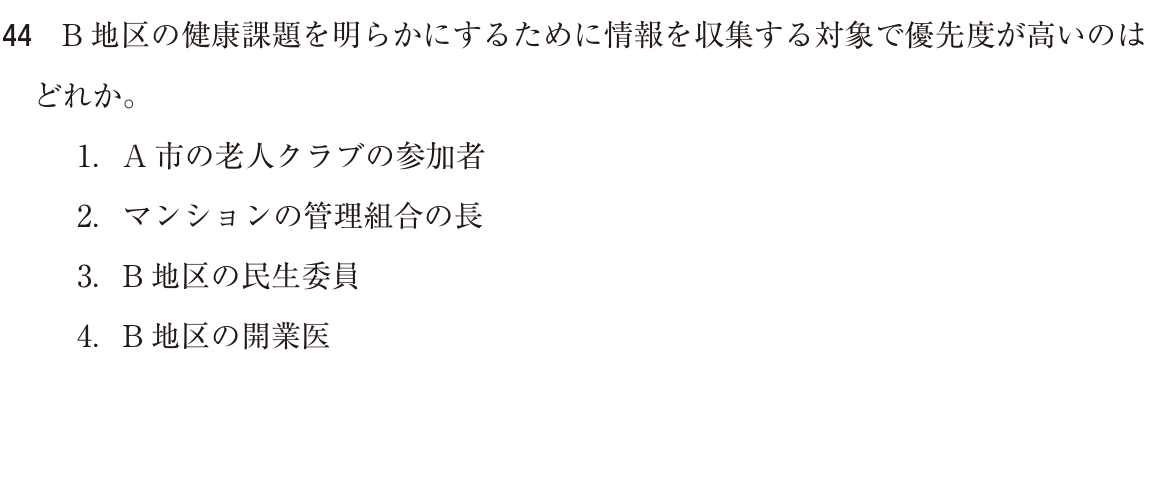 44 B 地区の健康課題を明らかにするために情報を収集する対象で優先度が高いのは
どれか。
1. A 市の老人クラブの参加者
2. マンションの管理組合の長
3. B 地区の民生委員
4. B 地区の開業医